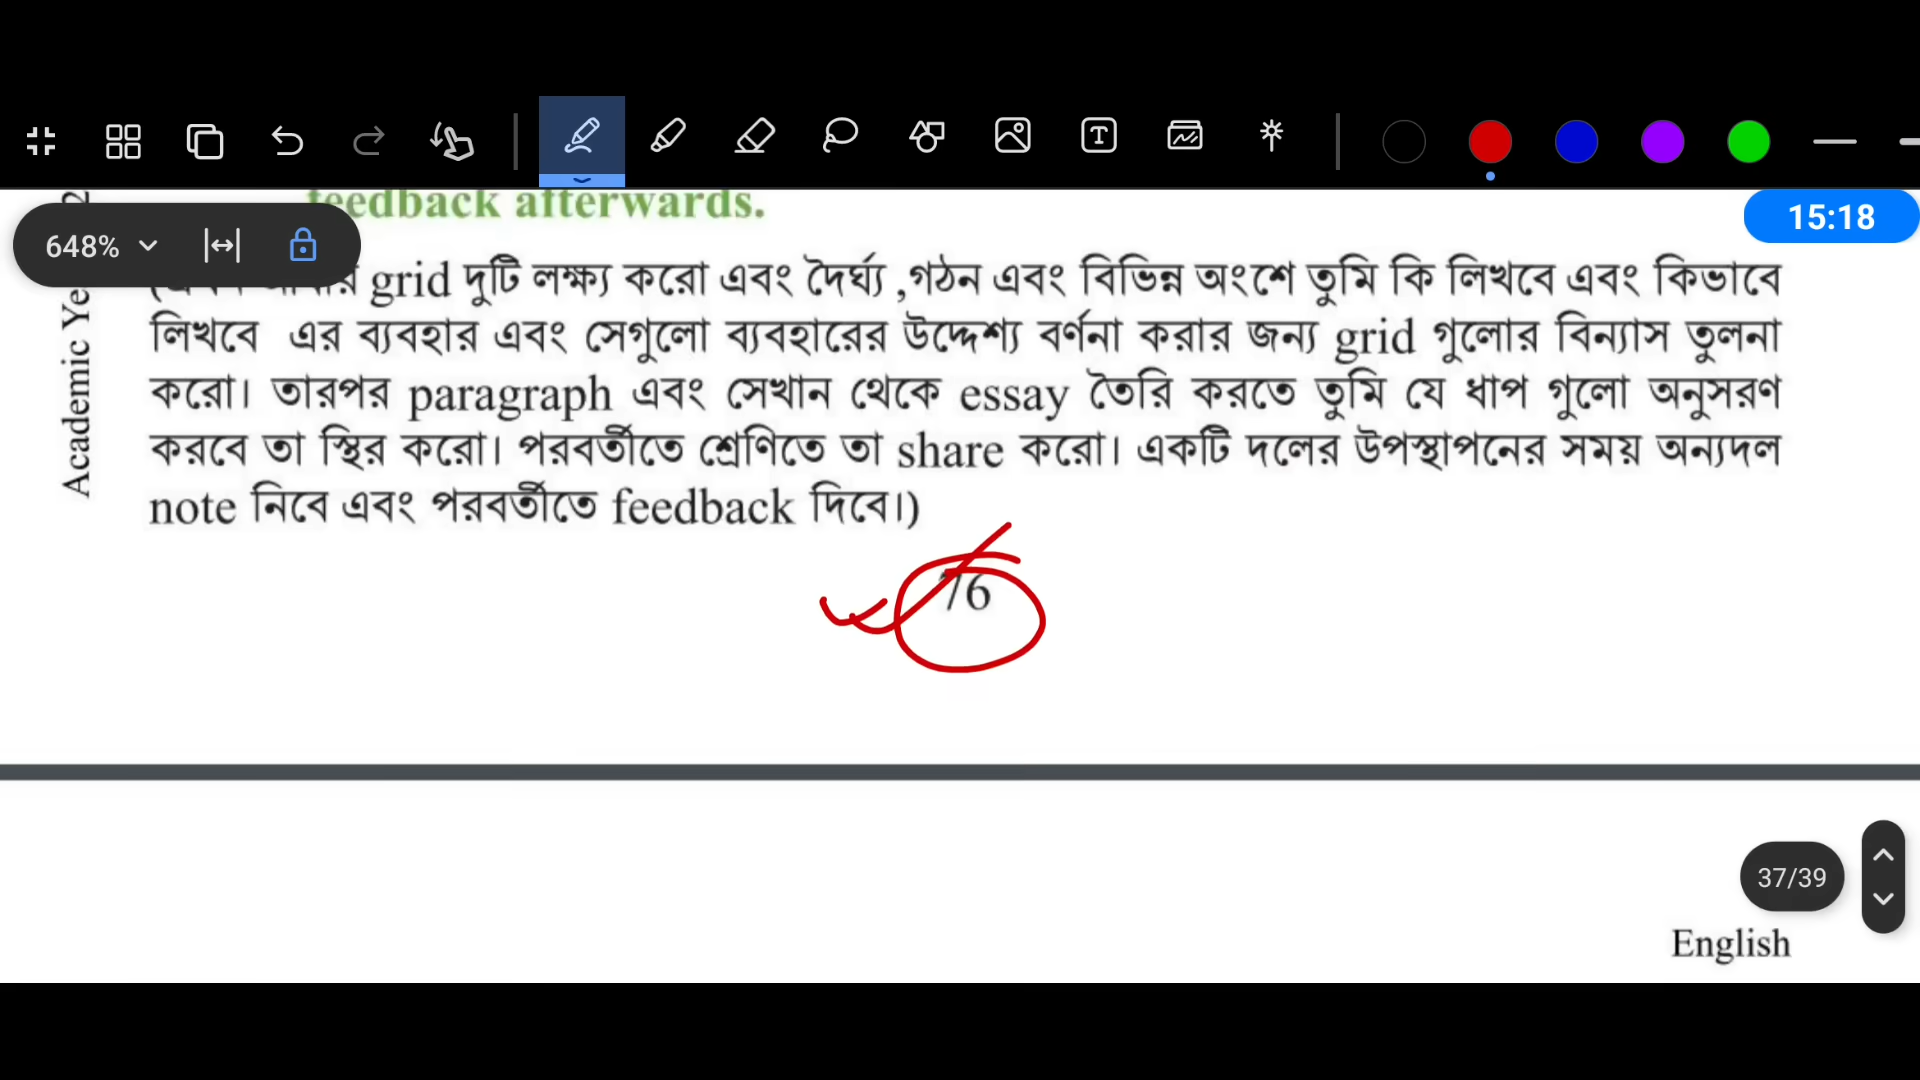 15:18
feedback afterwards.
648%
grid দুটি লক্ষ্য করো এবং দৈর্ঘ্য ,গঠন এবং বিভিন্ন অংশে তুমি কি লিখবে এবং কিভাবে
লিখবে এর ব্যবহার এবং সেগুলো ব্যবহারের উদ্দেশ্য বর্ণনা করার জন্য grid গুলোর বিন্যাস তুলনা
করো। তারপর paragraph এবং সেখান থেকে essay তৈরি করতে তুমি যে ধাপ গুলো অনুসরণ
করবে তা স্থির করো। পরবর্তীতে শ্রেণিতে তা share করো। একটি দলের উপস্থাপনের সময় অন্যদল
note নিবে এবং পরবর্তীতে feedback দিবে।)
Academic
76
37/39
English